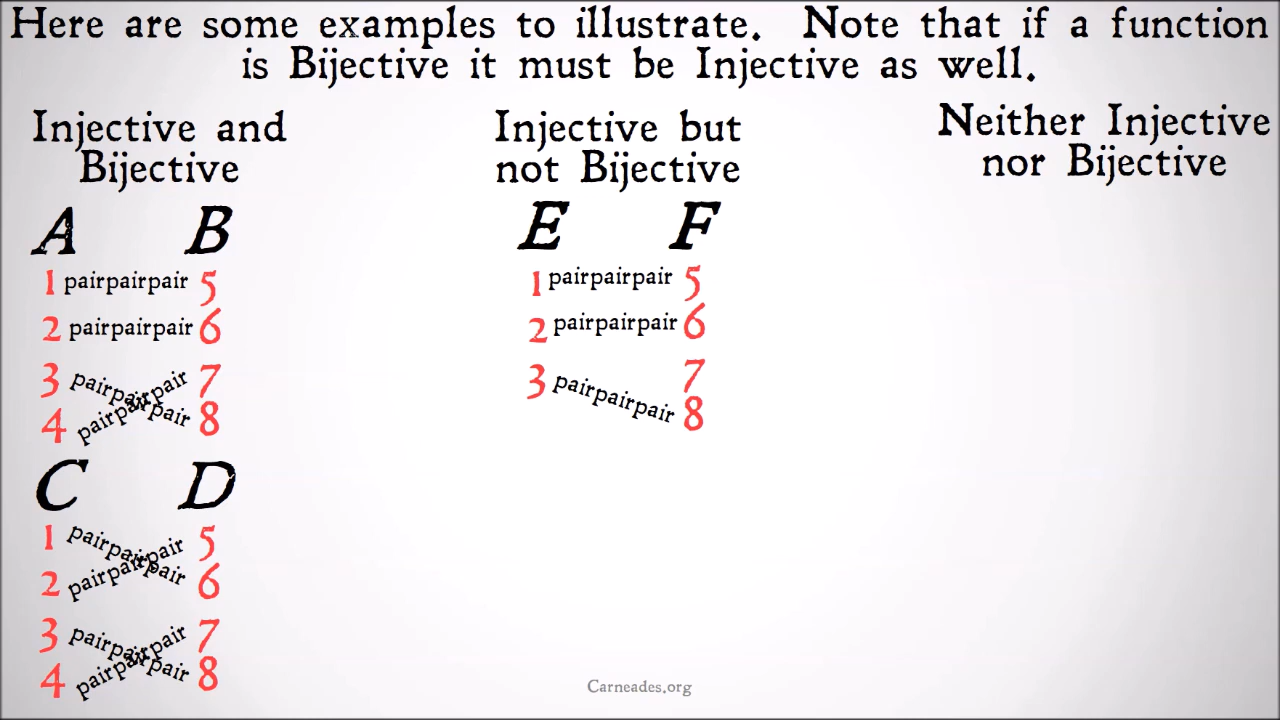 Here are some examples to illustrate. Note that if a function
is Bijective it must be Injective as well.
Injective and
Bijective
A B
1 pairpairpair 5
2 pairpairpair 6
3 pairpairpair 7
4 pairpairpair 8
C D
1 pairpairpair 5
2 pairpairpair 6
3 pairpairpair 7
4 pairpairpair 8
Injective but
not Bijective
E F
1 pairpairpair 5
2 pairpairpair 6
3 pairpairpair 7
8
Neither Injective
nor Bijective
Carneades.org